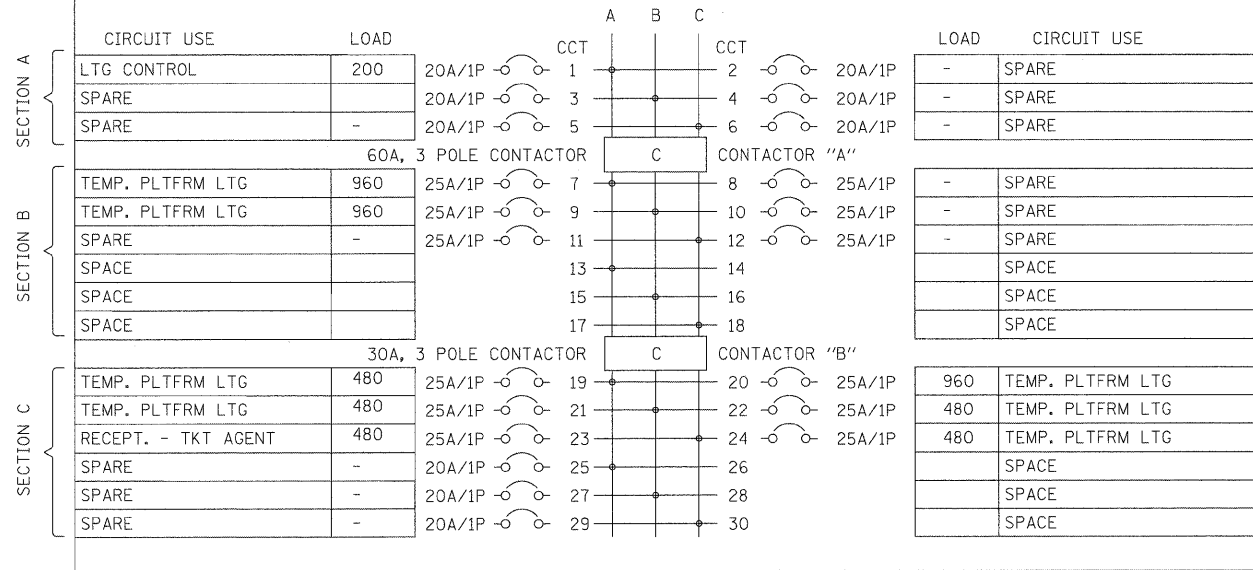 A B C
CIRCUIT USE LOAD CCT CCT LOAD CIRCUIT USE
SECTION A
LTG CONTROL 200 20A/1P 1 2 20A/1P - SPARE
SPARE 20A/1P 3 4 20A/1P - SPARE
SPARE - 20A/1P 5 6 20A/1P - SPARE
60A, 3 POLE CONTACTOR C CONTACTOR "A"
SECTION B
TEMP. PLTFRM LTG 960 25A/1P 7 8 25A/1P - SPARE
TEMP. PLTFRM LTG 960 25A/1P 9 10 25A/1P - SPARE
SPARE - 25A/1P 11 12 25A/1P - SPARE
SPACE 13 14 SPACE
SPACE 15 16 SPACE
SPACE 17 18 SPACE
30A, 3 POLE CONTACTOR C CONTACTOR "B"
SECTION C
TEMP. PLTFRM LTG 480 25A/1P 19 20 25A/1P 960 TEMP. PLTFRM LTG
TEMP. PLTFRM LTG 480 25A/1P 21 22 25A/1P 480 TEMP. PLTFRM LTG
RECEPT. - TKT AGENT 480 25A/1P 23 24 25A/1P 480 TEMP. PLTFRM LTG
SPARE - 20A/1P 25 26 SPACE
SPARE - 20A/1P 27 28 SPACE
SPARE - 20A/1P 29 30 SPACE